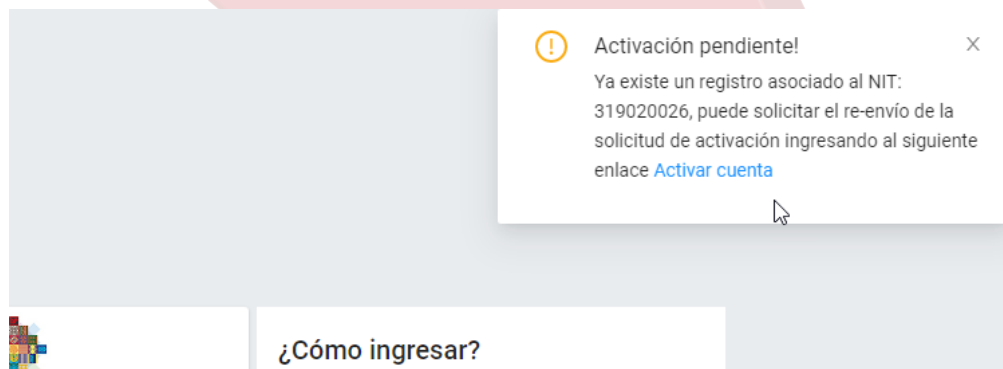 Activación pendiente!
Ya existe un registro asociado al NIT:
319020026, puede solicitar el re-envío de la
solicitud de activación ingresando al siguiente
enlace Activar cuenta
¿Cómo ingresar?